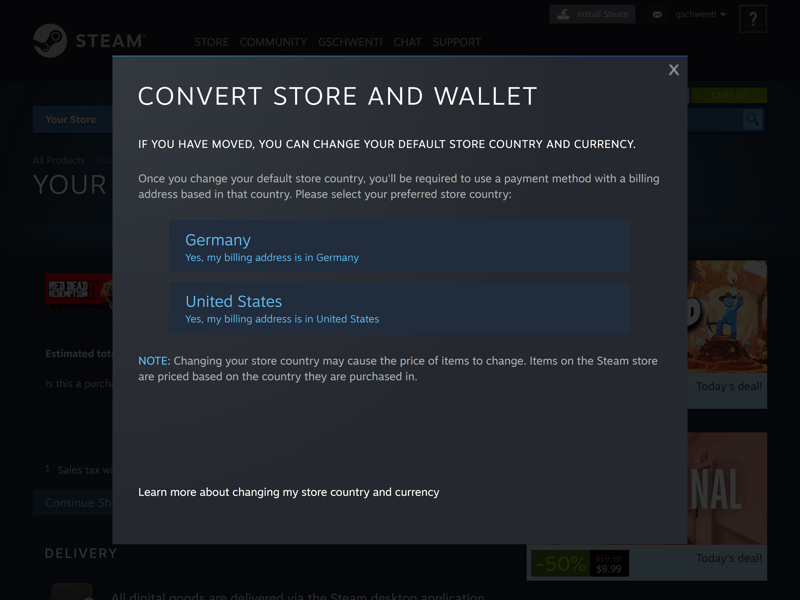 Install Steam
gschwenti
?
STEAM
STORE COMMUNITY GSCHWENTI CHAT SUPPORT
X
CONVERT STORE AND WALLET
CART (1)
Your Store
IF YOU HAVE MOVED, YOU CAN CHANGE YOUR DEFAULT STORE COUNTRY AND CURRENCY.
All Products
YOUR
Once you change your default store country, you'll be required to use a payment method with a billing
address based in that country. Please select your preferred store country:
Germany
Yes, my billing address is in Germany
United States
Yes, my billing address is in United States
RED DEAD
REDEMPTION
Estimated
NOTE: Changing your store country may cause the price of items to change. Items on the Steam store
are priced based on the country they are purchased in.
Is this a
Today's deal!
1 Sales tax
NAL
Learn more about changing my store country and currency
Continue
DELIVERY
-50%
$19.99
$9.99
Today's deal!
All digital goods are delivered via the Steam desktop application